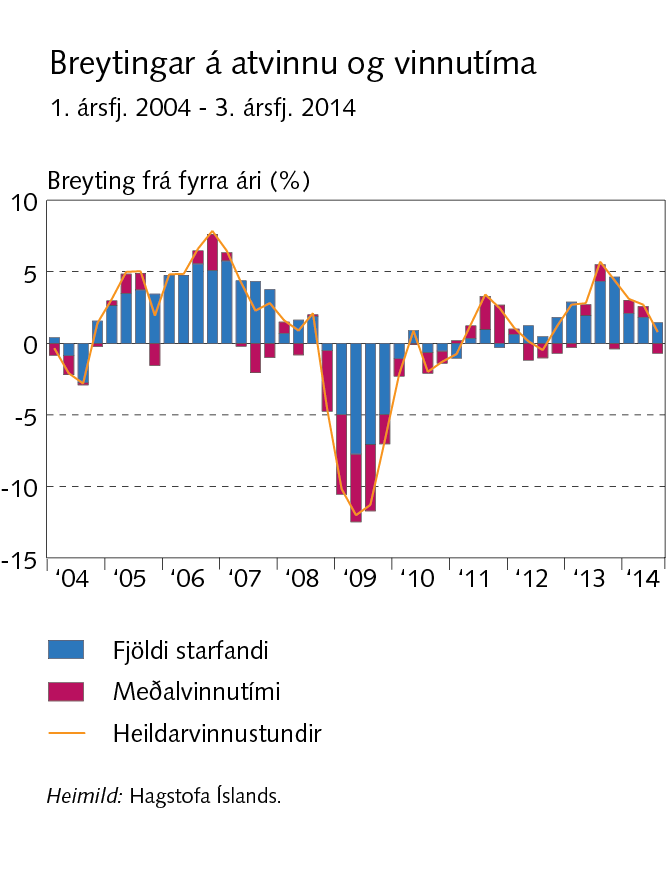 Breytingar á atvinnu og vinnutíma
1. ársfj. 2004 - 3. ársfj. 2014
Breyting frá fyrra ári (%)
10
5
0
-5
-10
-15
‘04 ‘05 ‘06 ‘07 ‘08 ‘09 ‘10 ‘11 ‘12 ‘13 ‘14
Fjöldi starfandi
Meðalvinnutími
Heildarvinnustundir
Heimild: Hagstofa Íslands.